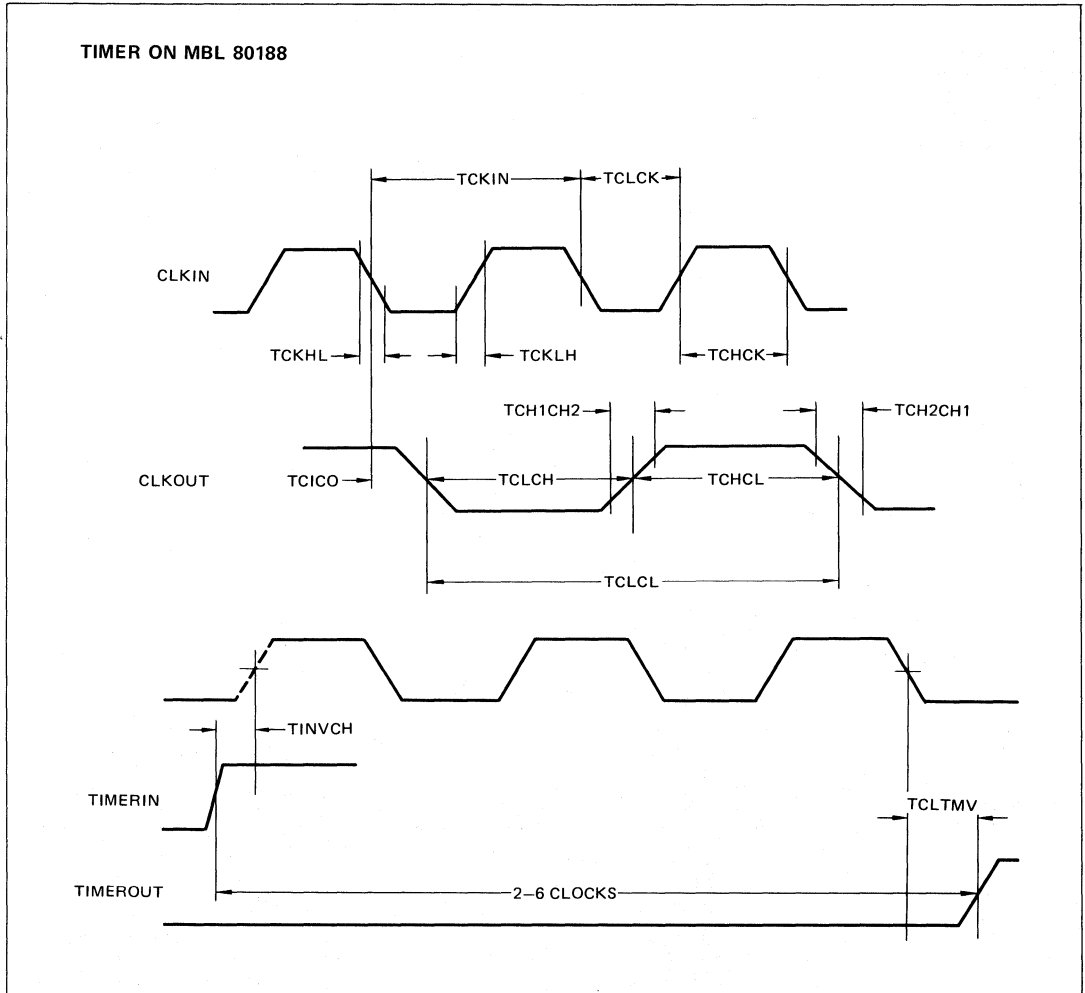 TIMER ON MBL 80188
TCKIN
TCLCK
CLKIN
TCKHL
TCKLH
TCHCK
TCH1CH2
TCH2CH1
CLKOUT
TCICO
TCLCH
TCHCL
TCLCL
TINVCH
TIMERIN
TCLTMV
TIMEROUT
2–6 CLOCKS